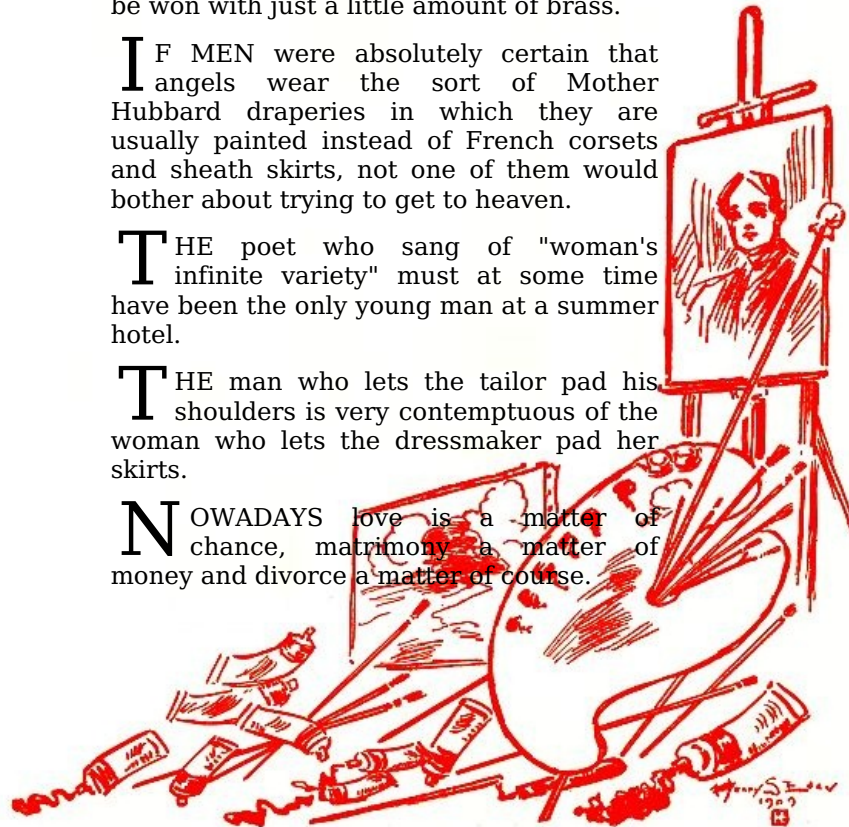 be won with just a little amount of brass.
IF MEN were absolutely certain that
angels wear the sort of Mother
Hubbard draperies in which they are
usually painted instead of French corsets
and sheath skirts, not one of them would
bother about trying to get to heaven.
THE poet who sang of "woman's
infinite variety" must at some time
have been the only young man at a summer
hotel.
THE man who lets the tailor pad his
shoulders is very contemptuous of the
woman who lets the dressmaker pad her
skirts.
NOWADAYS love is a matter of
chance, matrimony a matter of
money and divorce a matter of course.
Henry S